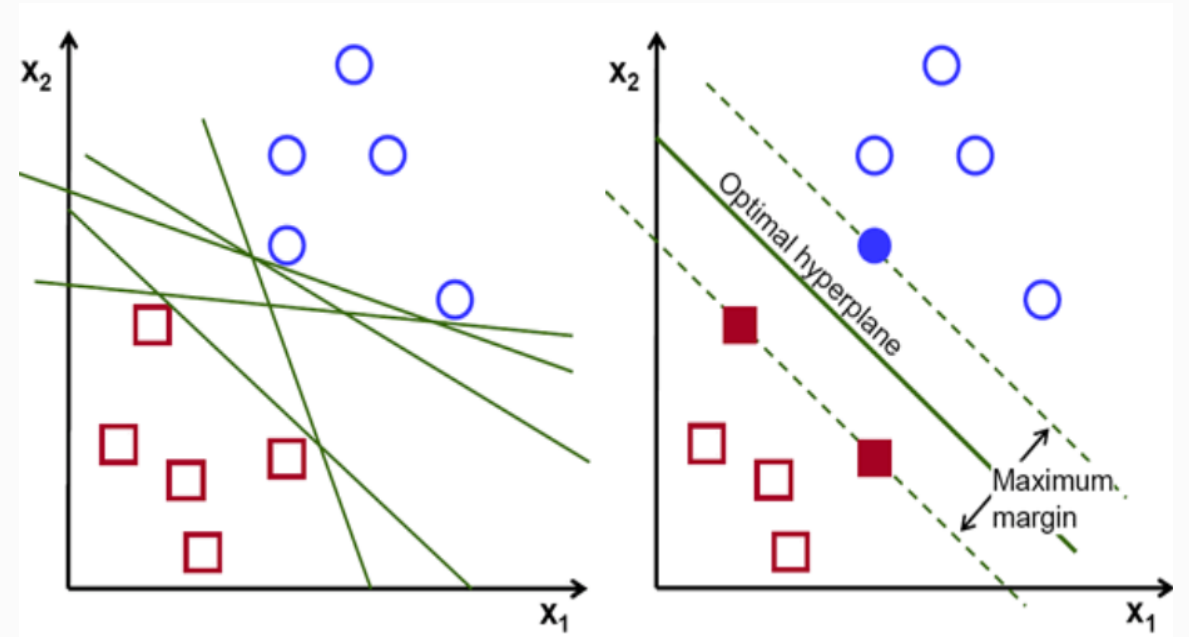 x₂
x₁
x₂
Optimal hyperplane
Maximum
margin
x₁